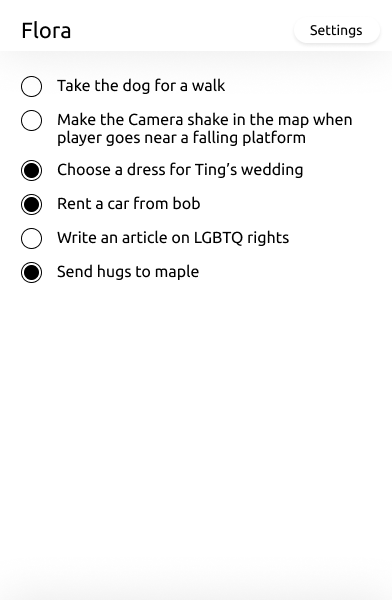 Flora
Settings
Take the dog for a walk
Make the Camera shake in the map when
player goes near a falling platform
Choose a dress for Ting’s wedding
Rent a car from bob
Write an article on LGBTQ rights
Send hugs to maple